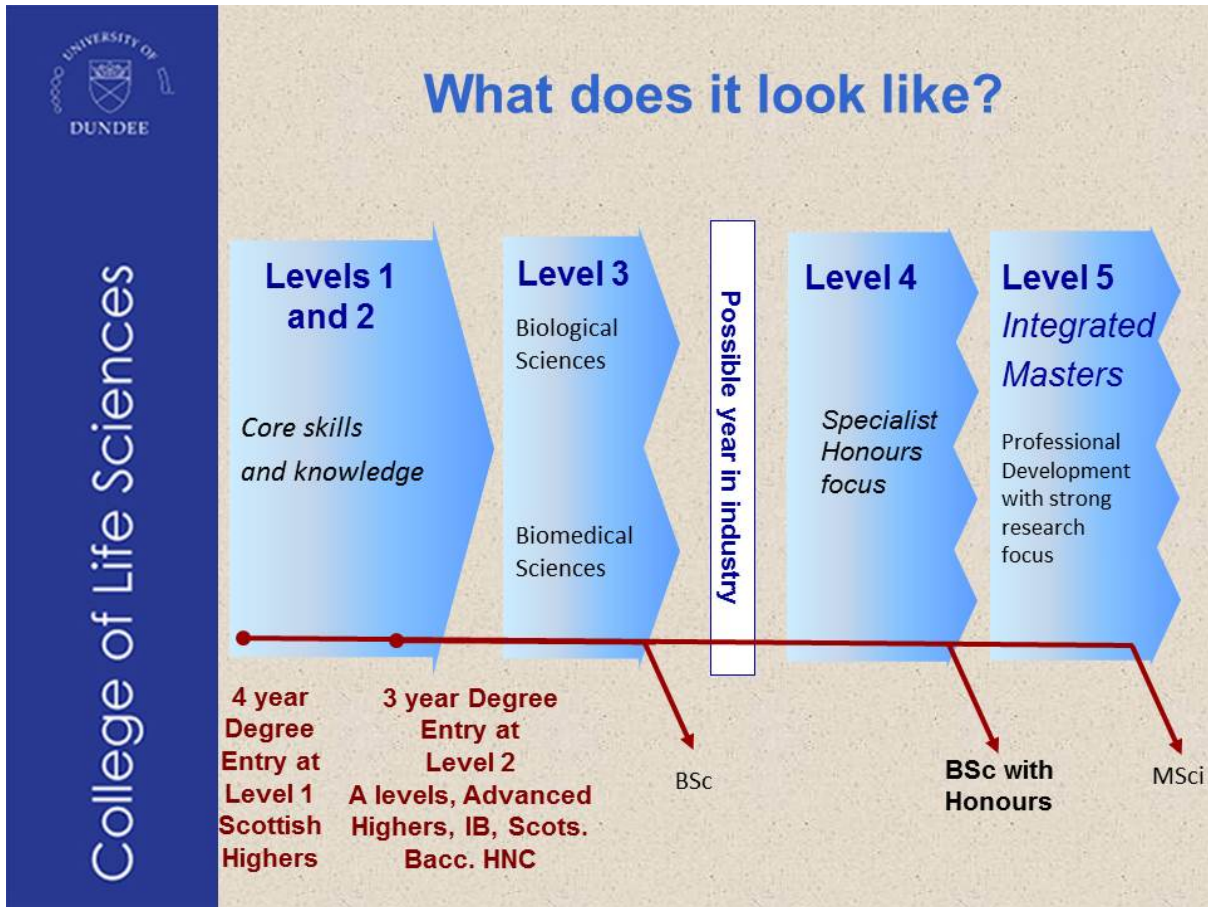 UNIVERSITY OF
DUNDEE
College of Life Sciences
What does it look like?
Levels 1
and 2
Core skills
and knowledge
Level 3
Biological
Sciences
Biomedical
Sciences
Possible year in industry
Level 4
Specialist
Honours
focus
Level 5
Integrated
Masters
Professional
Development
with strong
research
focus
4 year
Degree
Entry at
Level 1
Scottish
Highers
3 year Degree
Entry at
Level 2
A levels, Advanced
Highers, IB, Scots.
Bacc. HNC
BSc
BSc with
Honours
MSci